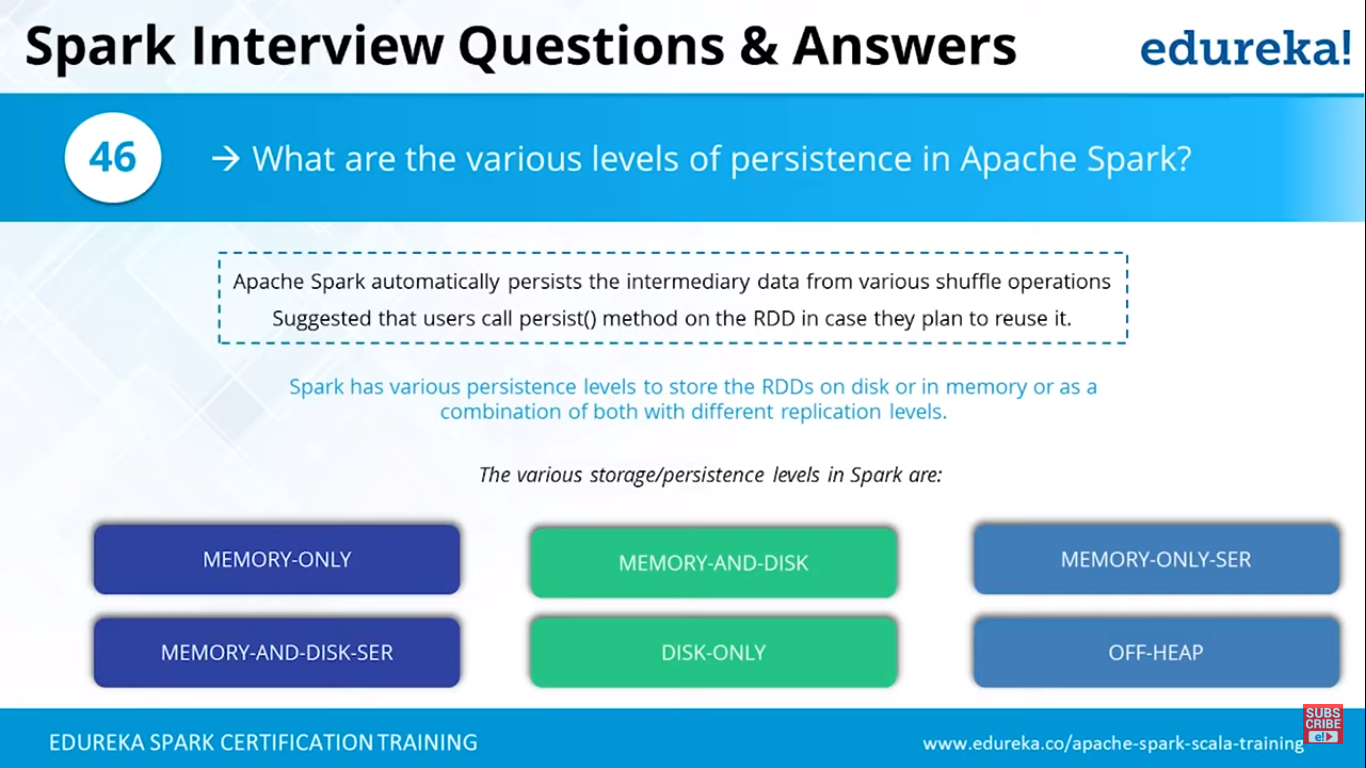 Spark Interview Questions & Answers
edureka!
46
→ What are the various levels of persistence in Apache Spark?
Apache Spark automatically persists the intermediary data from various shuffle operations
Suggested that users call persist() method on the RDD in case they plan to reuse it.
Spark has various persistence levels to store the RDDs on disk or in memory or as a
combination of both with different replication levels.
The various storage/persistence levels in Spark are:
MEMORY-ONLY
MEMORY-AND-DISK
MEMORY-ONLY-SER
MEMORY-AND-DISK-SER
DISK-ONLY
OFF-HEAP
EDUREKA SPARK CERTIFICATION TRAINING
www.edureka.co/apache-spark-scala-training
SUBS
CRIBE
e!